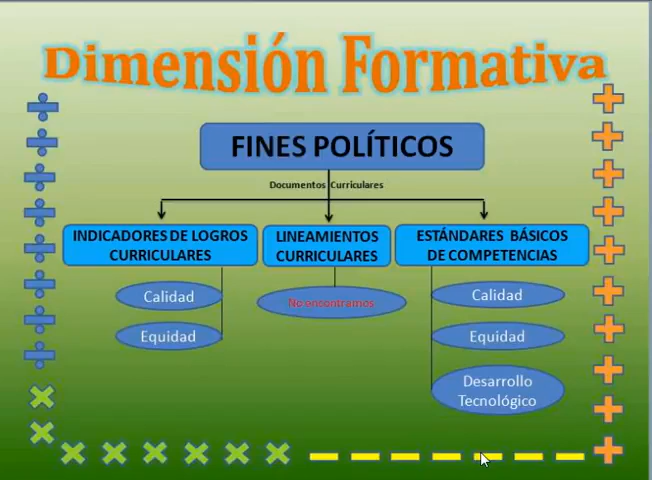 Dimensión Formativa
FINES POLÍTICOS
Documentos Curriculares
INDICADORES DE LOGROS
CURRICULARES
LINEAMIENTOS
CURRICULARES
ESTÁNDARES BÁSICOS
DE COMPETENCIAS
Calidad
Equidad
No encontramos
Calidad
Equidad
Desarrollo
Tecnológico